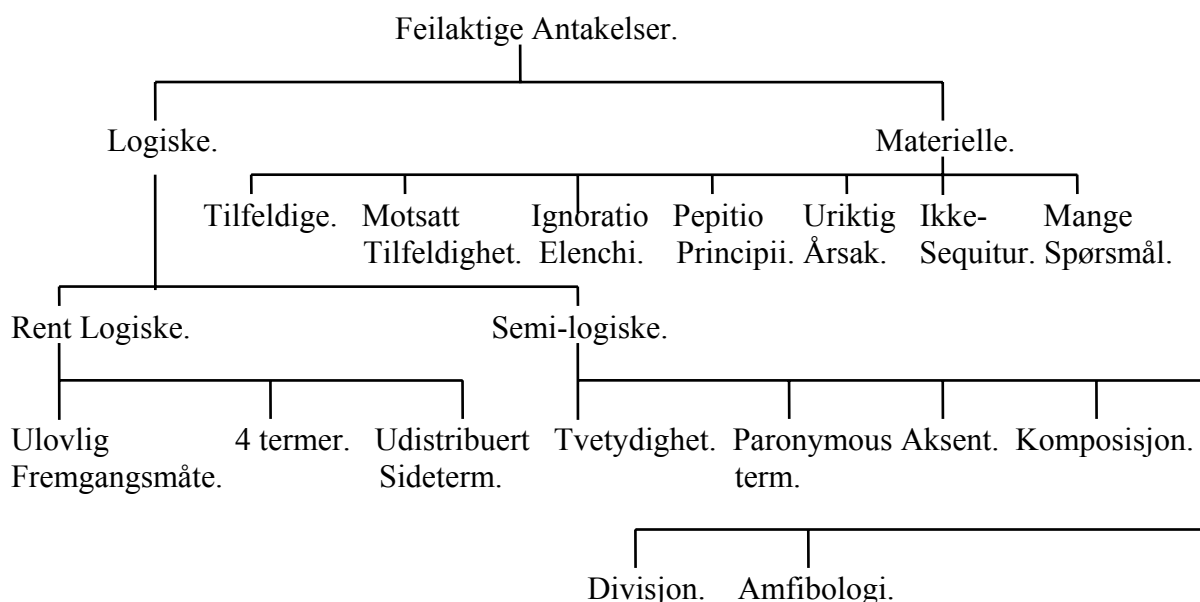 Feilaktige Antakelser.
Logiske. Materielle.
Tilfeldige. Motsatt Ignoratio Pepitio Uriktig Ikke- Mange
Tilfeldighet. Elenchi. Principii. Årsak. Sequitur. Spørsmål.
Rent Logiske. Semi-logiske.
Ulovlig 4 termer. Udistribuert Tvetydighet. Paronymous Aksent. Komposisjon.
Fremgangsmåte. Sideterm. term.
Divisjon. Amfibologi.